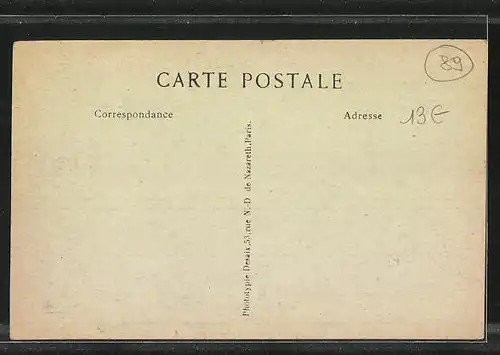 89
CARTE POSTALE
Correspondance
Adresse
13€
Phototypie Desaix, 53, rue N.-D. de Nazareth, Paris.